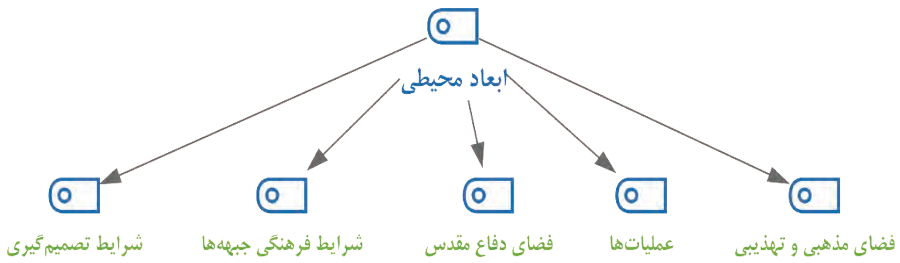 ابعاد محیطی
فضای مذهبی و تهذیبی
عملیات‌ها
فضای دفاع مقدس
شرایط فرهنگی جبهه‌ها
شرایط تصمیم‌گیری